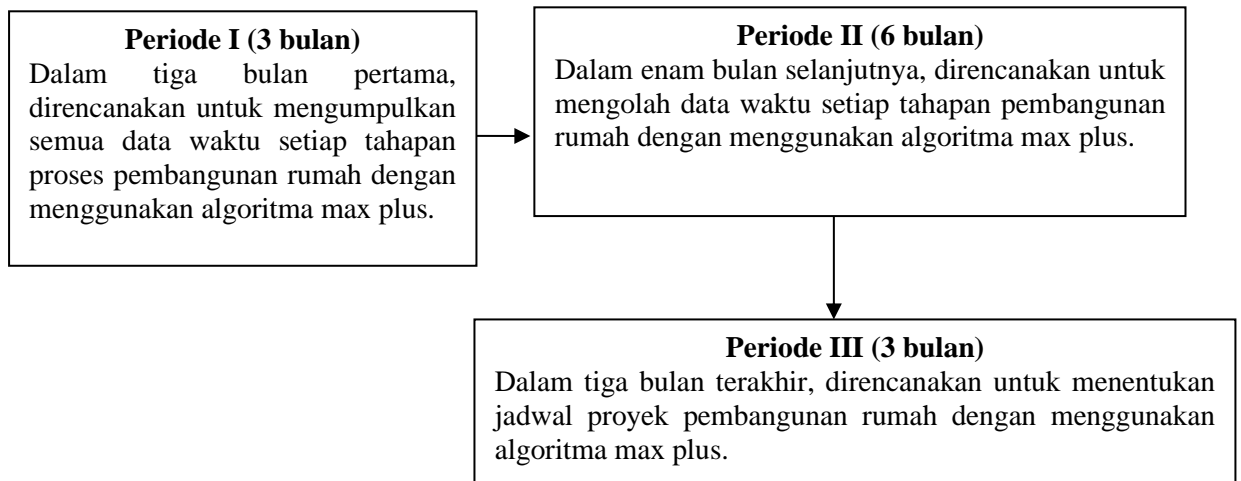 Periode I (3 bulan)
Dalam tiga bulan pertama,
direncanakan untuk mengumpulkan
semua data waktu setiap tahapan
proses pembangunan rumah dengan
menggunakan algoritma max plus.
Periode II (6 bulan)
Dalam enam bulan selanjutnya, direncanakan untuk
mengolah data waktu setiap tahapan pembangunan
rumah dengan menggunakan algoritma max plus.
Periode III (3 bulan)
Dalam tiga bulan terakhir, direncanakan untuk menentukan
jadwal proyek pembangunan rumah dengan menggunakan
algoritma max plus.